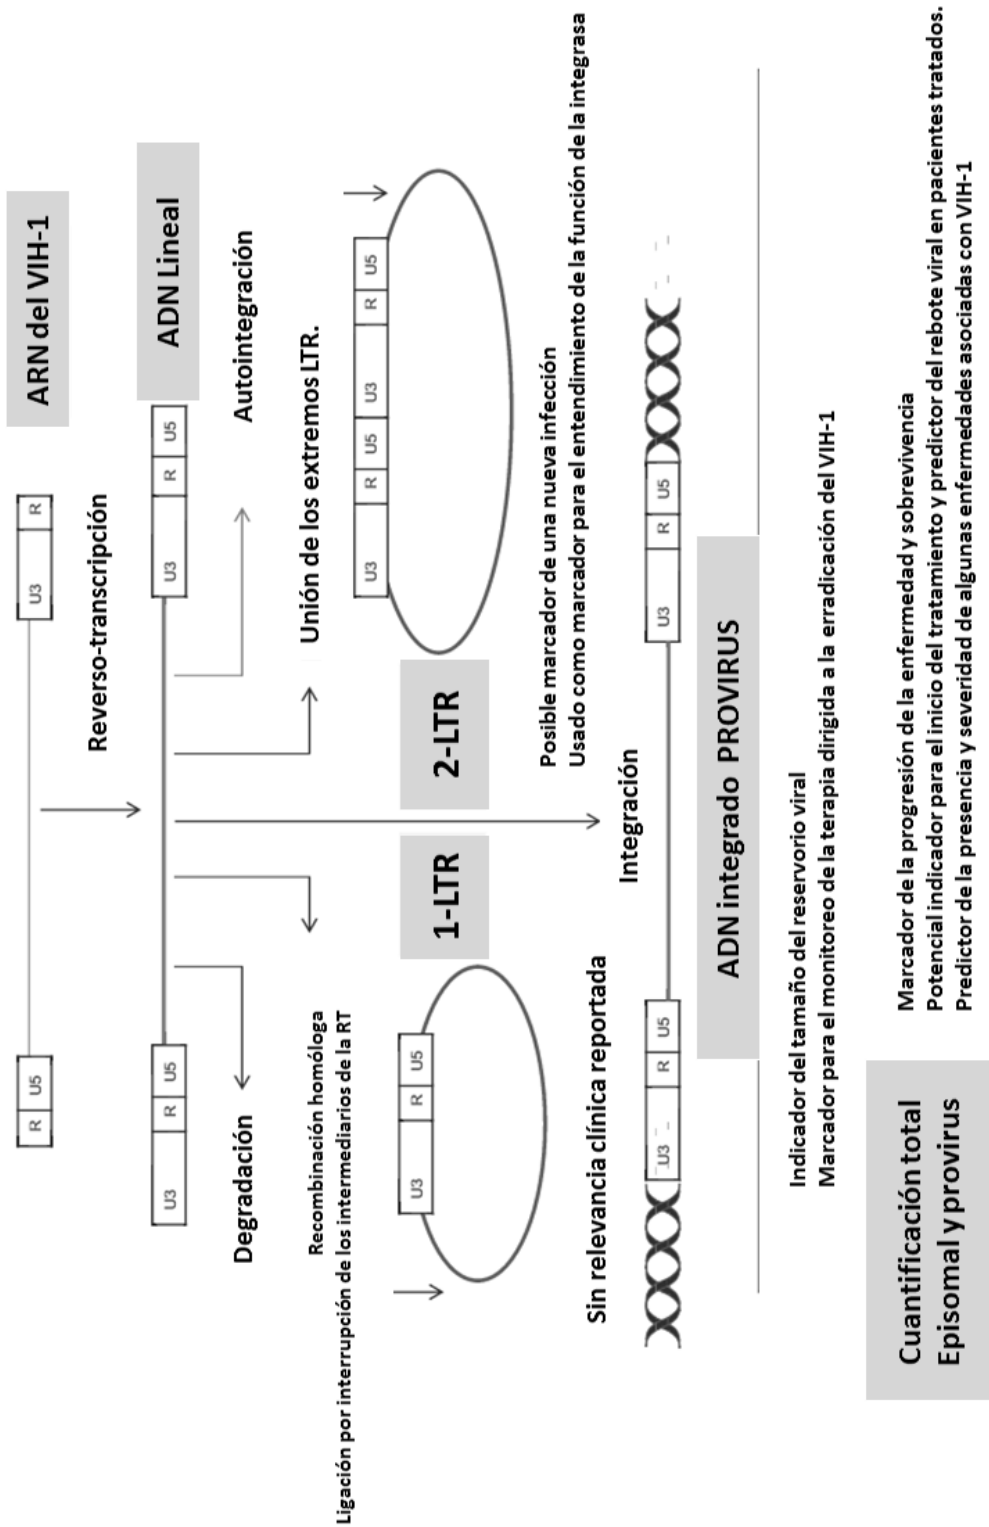 ARN del VIH-1
R U5
U3 R
Reverso-transcripción
ADN Lineal
U3 R U5
U3 R U5
Degradación
Autointegración
Recombinación homóloga
Ligación por interrupción de los intermediarios de la RT
Unión de los extremos LTR.
U3 R U5
U3 R U5 U3 R U5
1-LTR
2-LTR
Sin relevancia clínica reportada
Posible marcador de una nueva infección
Usado como marcador para el entendimiento de la función de la integrasa
Integración
U3 R U5
U3 R U5
ADN integrado PROVIRUS
Indicador del tamaño del reservorio viral
Marcador para el monitoreo de la terapia dirigida a la erradicación del VIH-1
Cuantificación total
Episomal y provirus
Marcador de la progresión de la enfermedad y sobrevivencia
Potencial indicador para el inicio del tratamiento y predictor del rebote viral en pacientes tratados.
Predictor de la presencia y severidad de algunas enfermedades asociadas con VIH-1